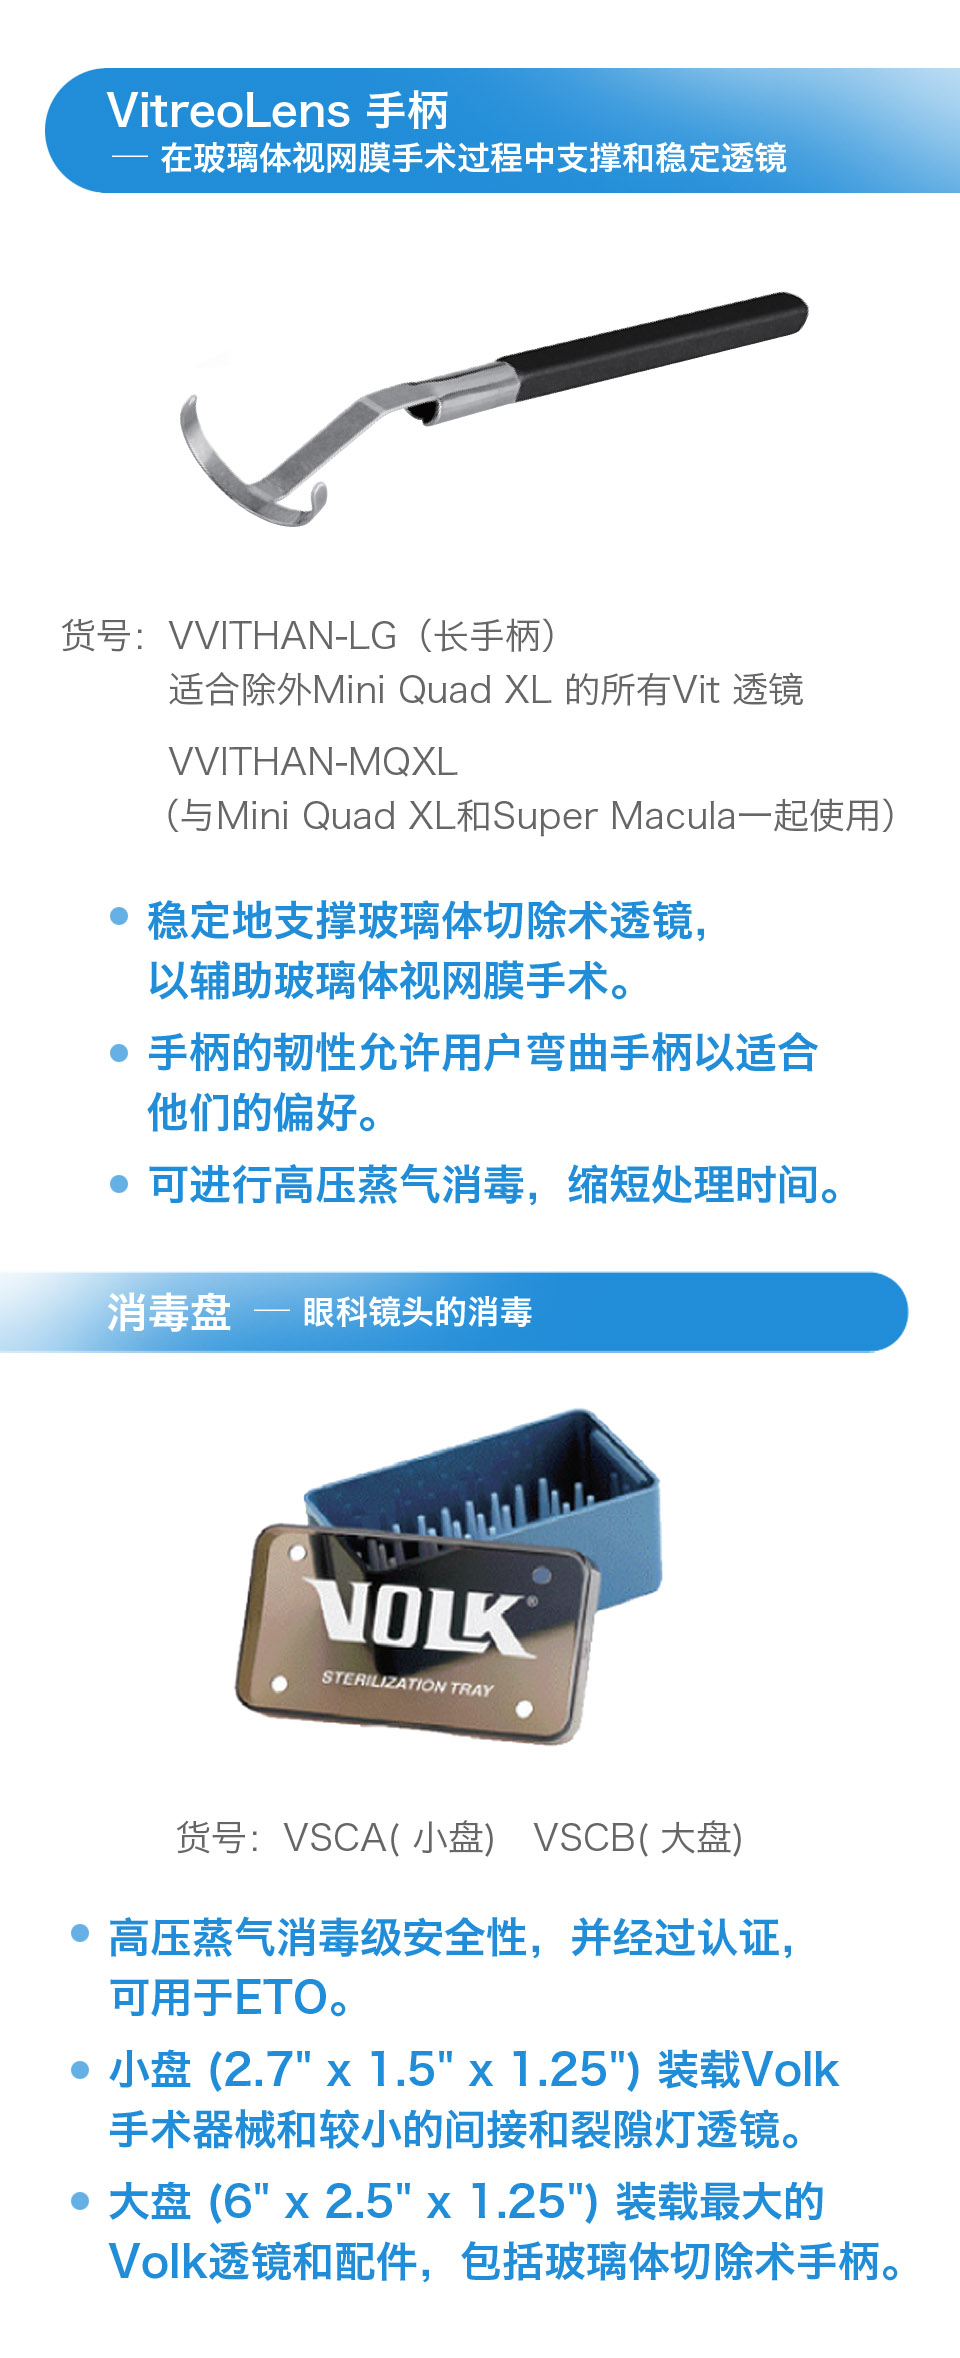 VitreoLens 手柄
— 在玻璃体视网膜手术过程中支撑和稳定透镜
货号：VVITHAN-LG（长手柄）
适合除外Mini Quad XL 的所有Vit 透镜
VVITHAN-MQXL
（与Mini Quad XL和Super Macula一起使用）
● 稳定地支撑玻璃体切除术透镜，
以辅助玻璃体视网膜手术。
● 手柄的韧性允许用户弯曲手柄以适合
他们的偏好。
● 可进行高压蒸气消毒，缩短处理时间。
消毒盘 — 眼科镜头的消毒
VOLK®
STERILIZATION TRAY
货号：VSCA( 小盘) VSCB( 大盘)
● 高压蒸气消毒级安全性，并经过认证，
可用于ETO。
● 小盘 (2.7" x 1.5" x 1.25") 装载Volk
手术器械和较小的间接和裂隙灯透镜。
● 大盘 (6" x 2.5" x 1.25") 装载最大的
Volk透镜和配件，包括玻璃体切除术手柄。